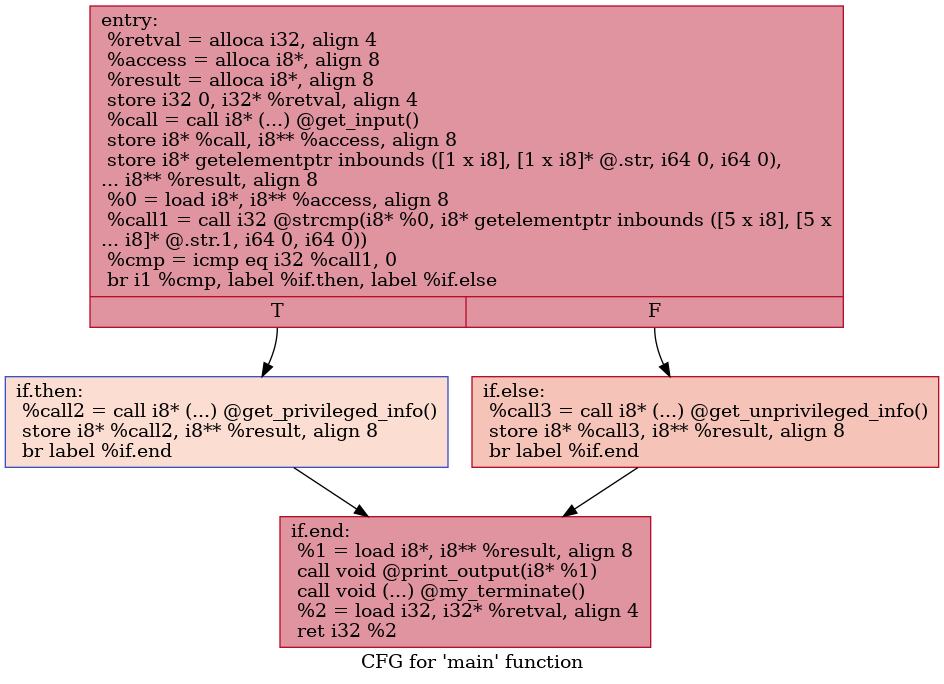 entry:
%retval = alloca i32, align 4
%access = alloca i8*, align 8
%result = alloca i8*, align 8
store i32 0, i32* %retval, align 4
%call = call i8* (...) @get_input()
store i8* %call, i8** %access, align 8
store i8* getelementptr inbounds ([1 x i8], [1 x i8]* @.str, i64 0, i64 0),
... i8** %result, align 8
%0 = load i8*, i8** %access, align 8
%call1 = call i32 @strcmp(i8* %0, i8* getelementptr inbounds ([5 x i8], [5 x
... i8]* @.str.1, i64 0, i64 0))
%cmp = icmp eq i32 %call1, 0
br i1 %cmp, label %if.then, label %if.else
T
F
if.then:
%call2 = call i8* (...) @get_privileged_info()
store i8* %call2, i8** %result, align 8
br label %if.end
if.else:
%call3 = call i8* (...) @get_unprivileged_info()
store i8* %call3, i8** %result, align 8
br label %if.end
if.end:
%1 = load i8*, i8** %result, align 8
call void @print_output(i8* %1)
call void (...) @my_terminate()
%2 = load i32, i32* %retval, align 4
ret i32 %2
CFG for 'main' function